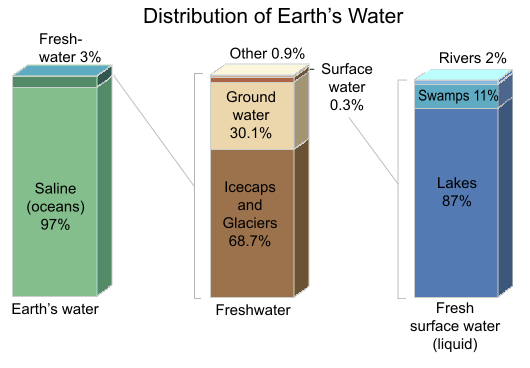 Distribution of Earth's Water
Fresh-
water 3%
Saline
(oceans)
97%
Earth's water
Other 0.9%
Surface
water
0.3%
Ground
water
30.1%
Icecaps
and
Glaciers
68.7%
Freshwater
Rivers 2%
Swamps 11%
Lakes
87%
Fresh
surface water
(liquid)